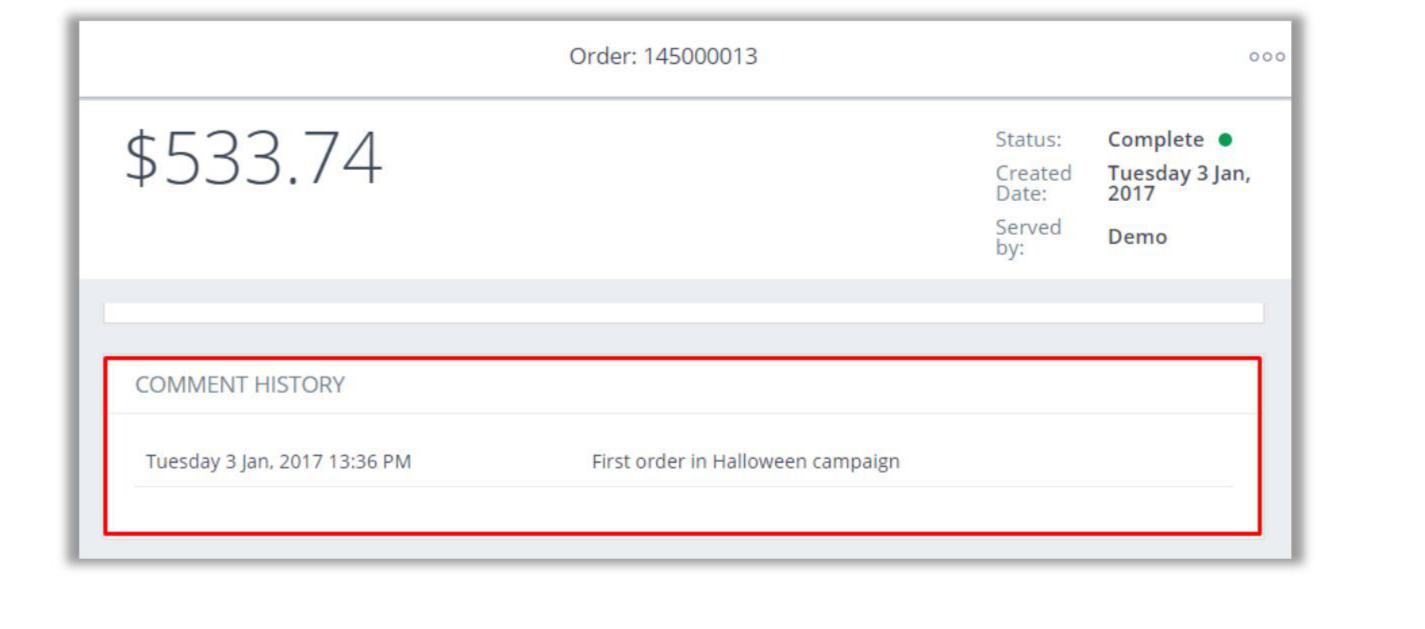 Order: 145000013
$533.74
Status: Complete
Created Date: Tuesday 3 Jan, 2017
Served by: Demo
COMMENT HISTORY
Tuesday 3 Jan, 2017 13:36 PM First order in Halloween campaign